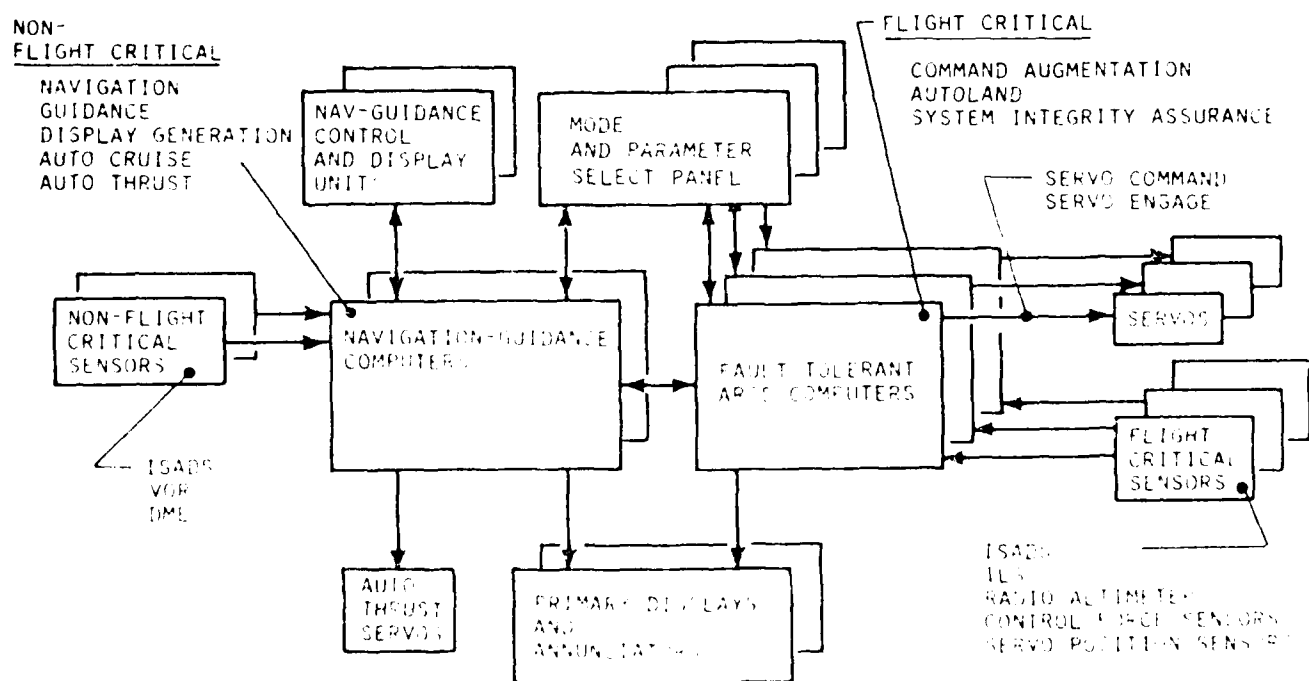 NON-
FLIGHT CRITICAL
NAVIGATION
GUIDANCE
DISPLAY GENERATION
AUTO CRUISE
AUTO THRUST
FLIGHT CRITICAL
COMMAND AUGMENTATION
AUTOLAND
SYSTEM INTEGRITY ASSURANCE
NAV-GUIDANCE
CONTROL
AND DISPLAY
UNITS
MODE
AND PARAMETER
SELECT PANEL
SERVO COMMAND
SERVO ENGAGE
NON-FLIGHT
CRITICAL
SENSORS
NAVIGATION-GUIDANCE
COMPUTERS
FAULT TOLERANT
COMPUTERS
SERVOS
FLIGHT
CRITICAL
SENSORS
ISADS
VOR
DME
AUTO
THRUST
SERVOS
PRIMARY DISPLAYS
AND
ANNUNCIATORS
ISADS
ILS
RADIO ALTIMETER
CONTROL FORCE SENSORS
SERVO POSITION SENSORS